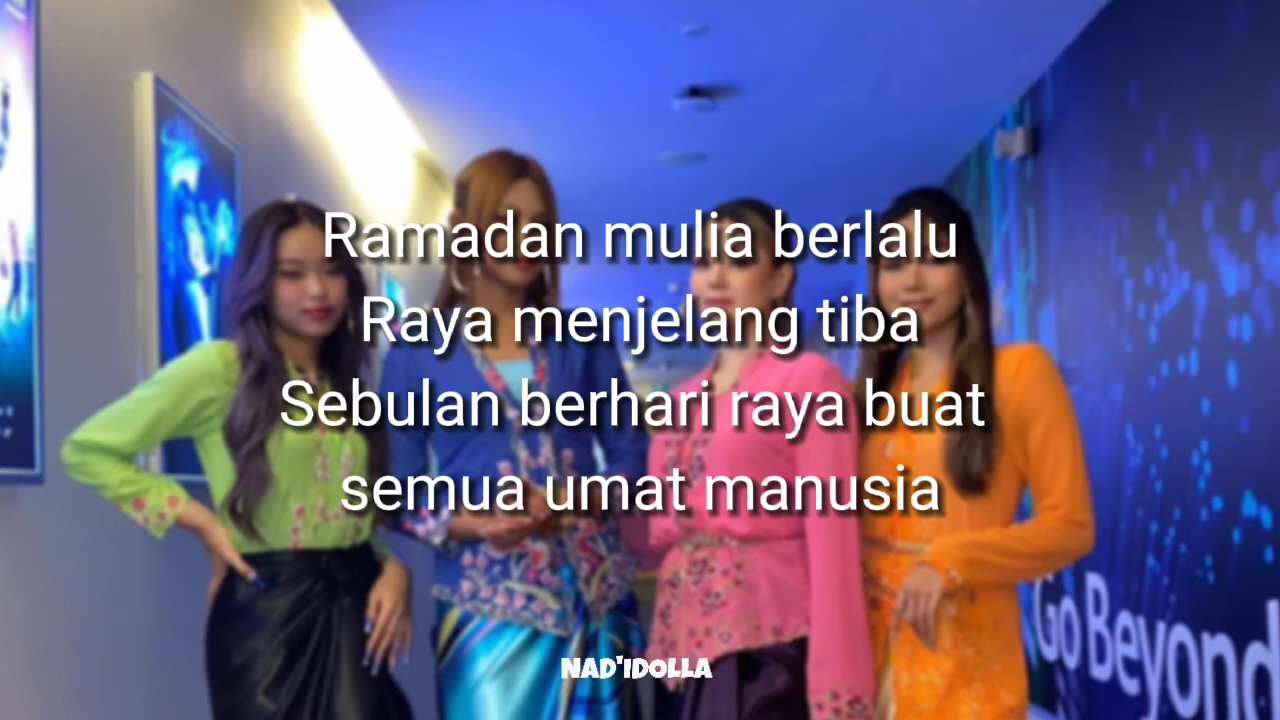 Ramadan mulia berlalu
Raya menjelang tiba
Sebulan berhari raya buat
semua umat manusia
NAD'IDOLLA
Go Beyond